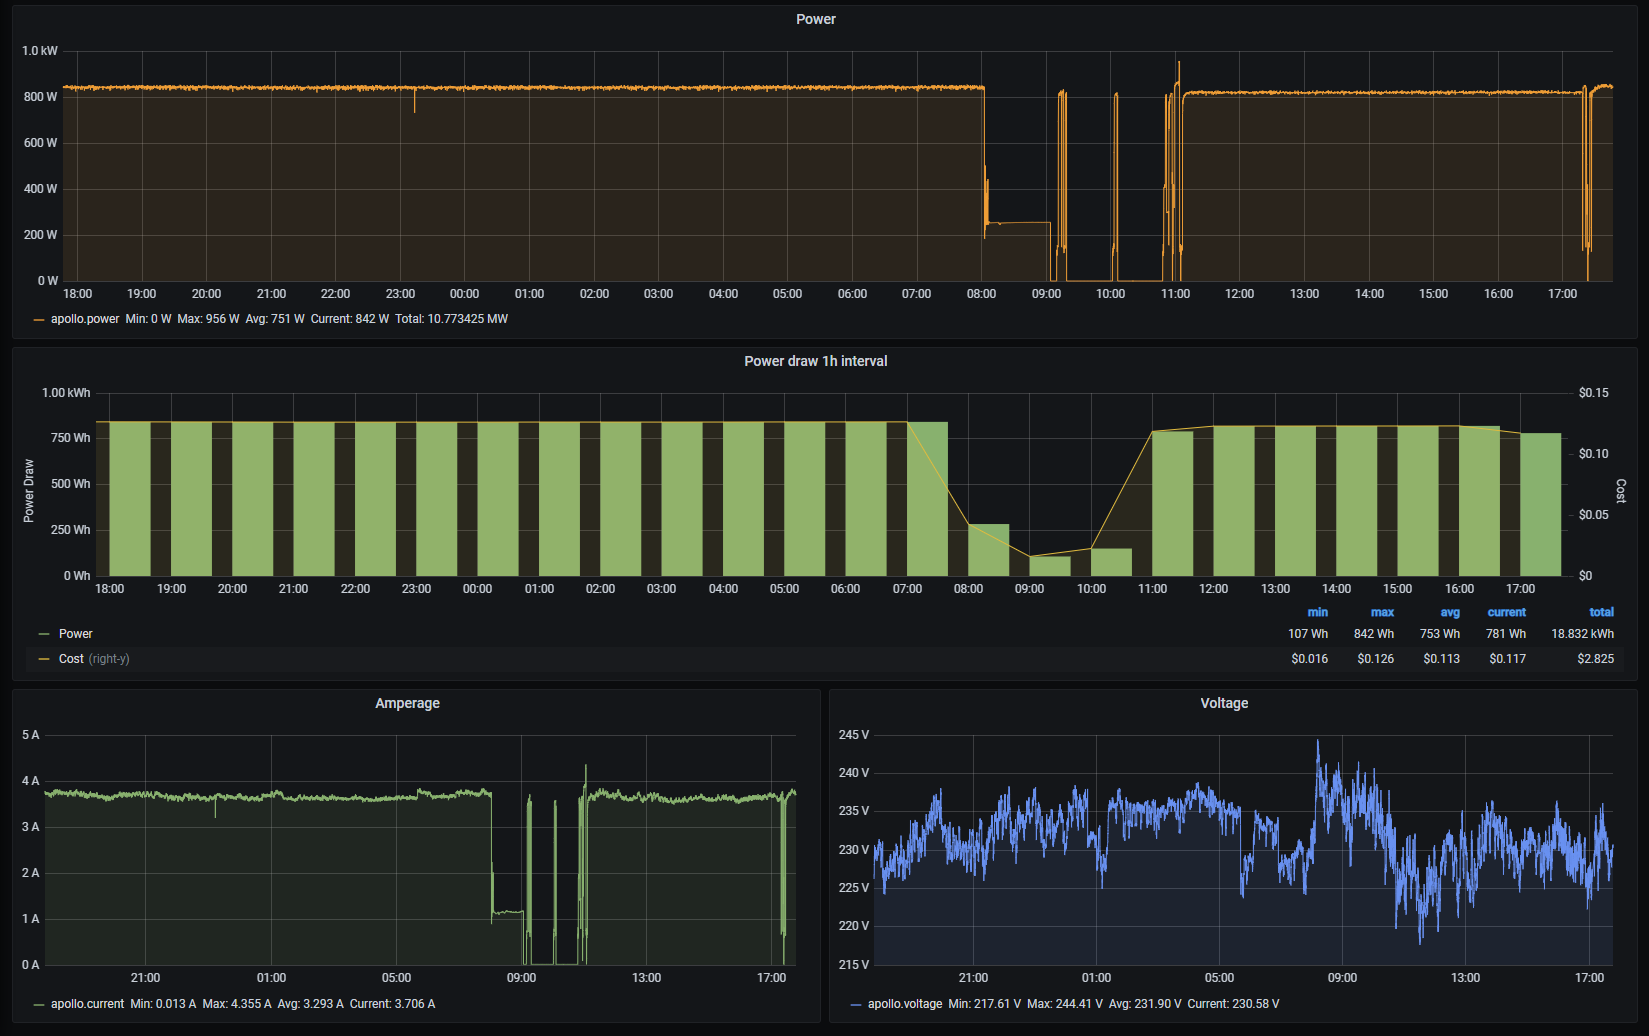 Power
1.0 kW
800 W
600 W
400 W
200 W
0 W
18:00 19:00 20:00 21:00 22:00 23:00 00:00 01:00 02:00 03:00 04:00 05:00 06:00 07:00 08:00 09:00 10:00 11:00 12:00 13:00 14:00 15:00 16:00 17:00
apollo.power Min: 0 W Max: 956 W Avg: 751 W Current: 842 W Total: 10.773425 MW
Power draw 1h interval
Power Draw
1.00 kWh
750 Wh
500 Wh
250 Wh
0 Wh
$0.15
$0.10
$0.05
$0
Cost
18:00 19:00 20:00 21:00 22:00 23:00 00:00 01:00 02:00 03:00 04:00 05:00 06:00 07:00 08:00 09:00 10:00 11:00 12:00 13:00 14:00 15:00 16:00 17:00
min max avg current total
Power 107 Wh 842 Wh 753 Wh 781 Wh 18.832 kWh
Cost (right-y) $0.016 $0.126 $0.113 $0.117 $2.825
Amperage
5 A
4 A
3 A
2 A
1 A
0 A
21:00 01:00 05:00 09:00 13:00 17:00
apollo.current Min: 0.013 A Max: 4.355 A Avg: 3.293 A Current: 3.706 A
Voltage
245 V
240 V
235 V
230 V
225 V
220 V
215 V
21:00 01:00 05:00 09:00 13:00 17:00
apollo.voltage Min: 217.61 V Max: 244.41 V Avg: 231.90 V Current: 230.58 V